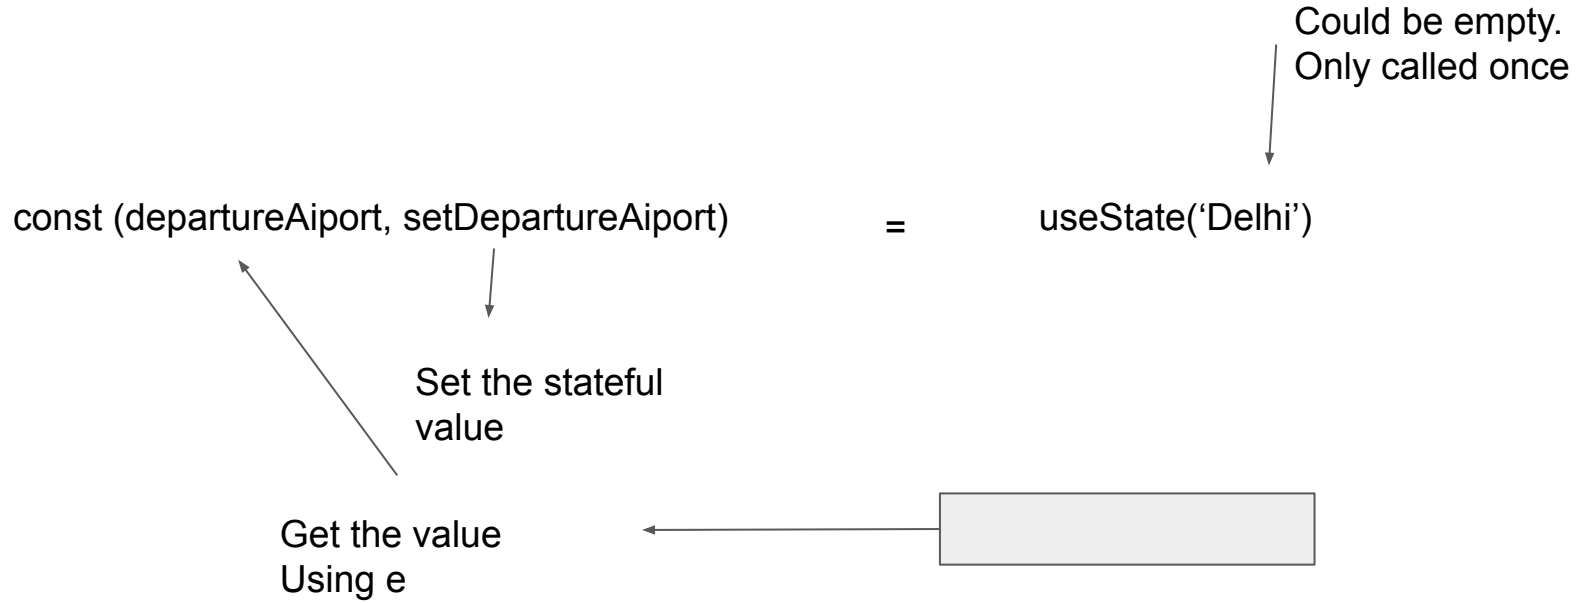 Could be empty.
Only called once
const (departureAiport, setDepartureAiport) = useState(‘Delhi’)
Set the stateful
value
Get the value
Using e